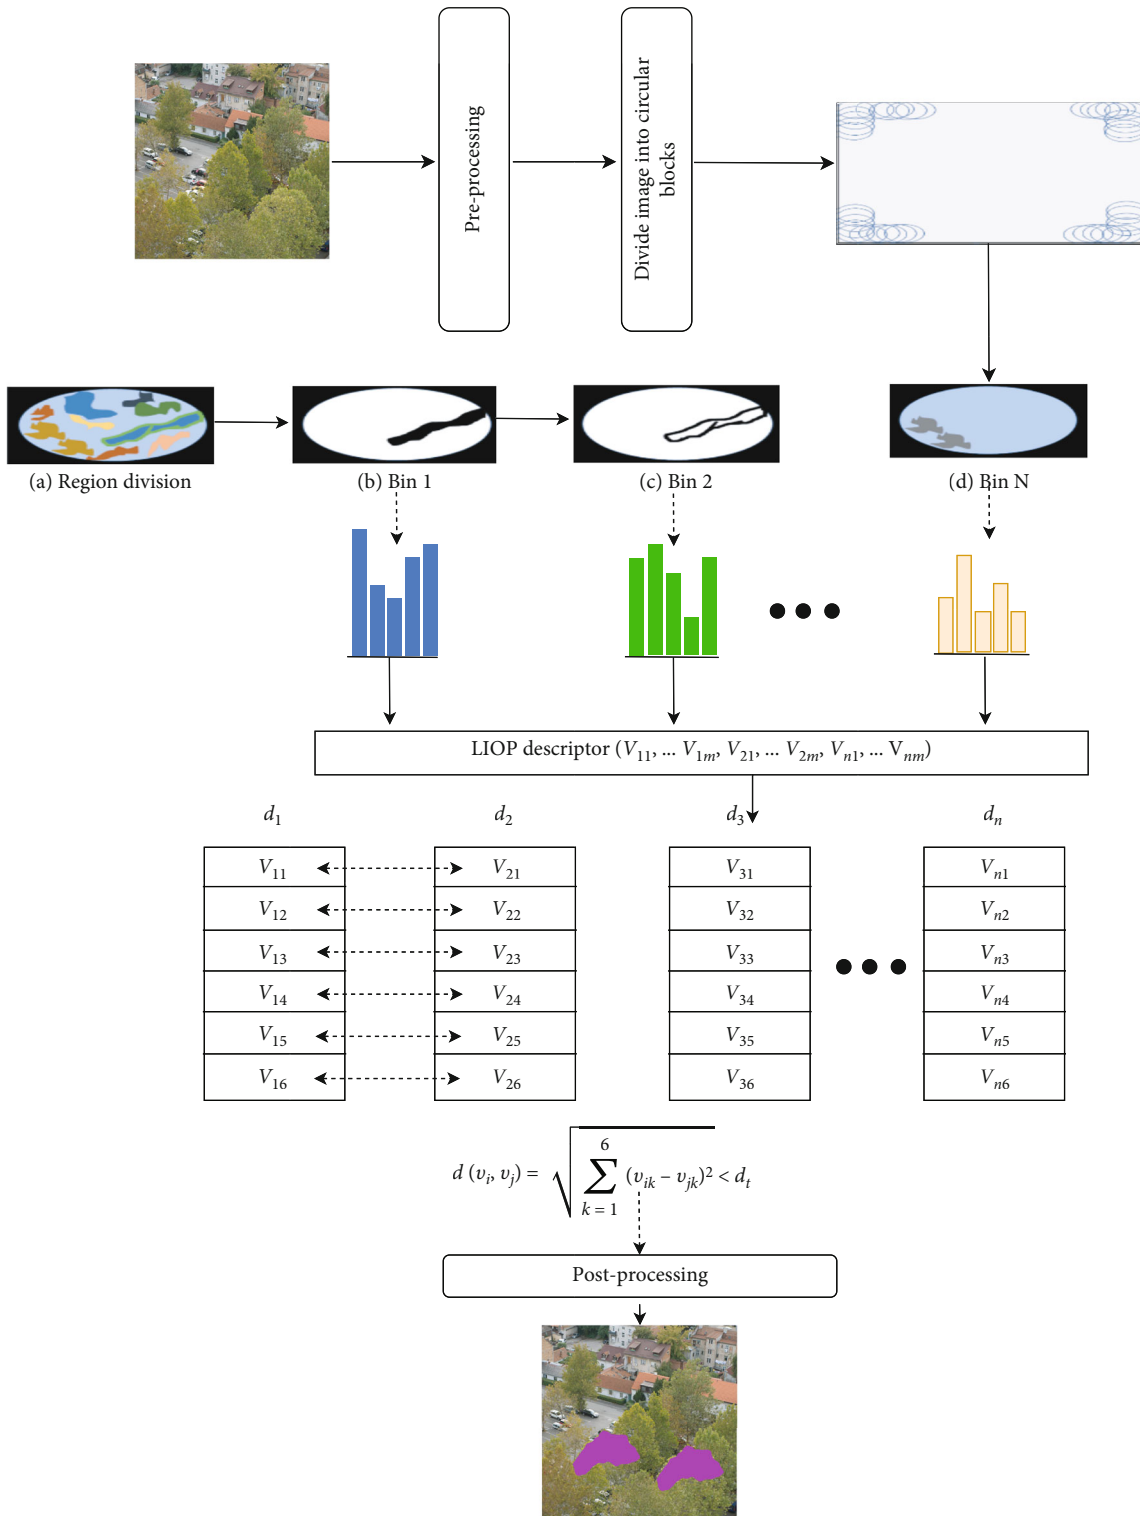 Pre-processing
Divide image into circular
blocks
(a) Region division
(b) Bin 1
(c) Bin 2
(d) Bin N
LIOP descriptor (V11, ... V1m, V21, ... V2m, Vn1, ... Vnm)
d1 d2 d3 dn
V11 V21 V31 Vn1
V12 V22 V32 Vn2
V13 V23 V33 Vn3
V14 V24 V34 Vn4
V15 V25 V35 Vn5
V16 V26 V36 Vn6
6
d (vi, vj) = √ ∑ (vik – vjk)2 < dt
k = 1
Post-processing